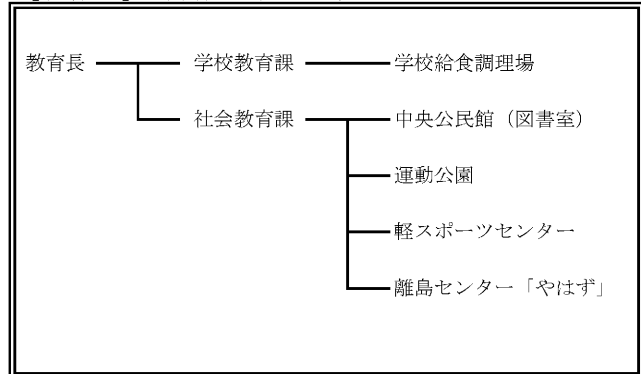 教育長 学校教育課 学校給食調理場
社会教育課 中央公民館（図書室）
運動公園
軽スポーツセンター
離島センター「やはず」